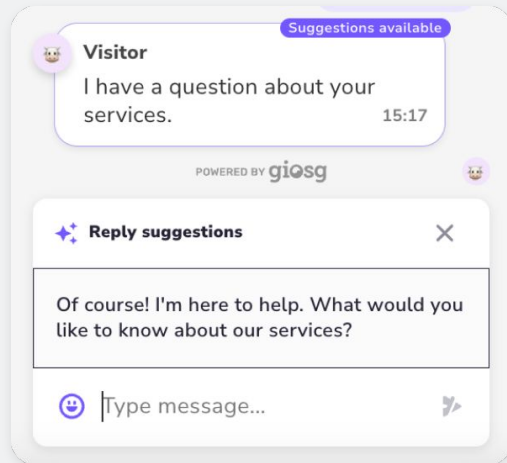 Suggestions available
Visitor
I have a question about your
services.
15:17
POWERED BY giosg
Reply suggestions
Of course! I'm here to help. What would you
like to know about our services?
Type message...